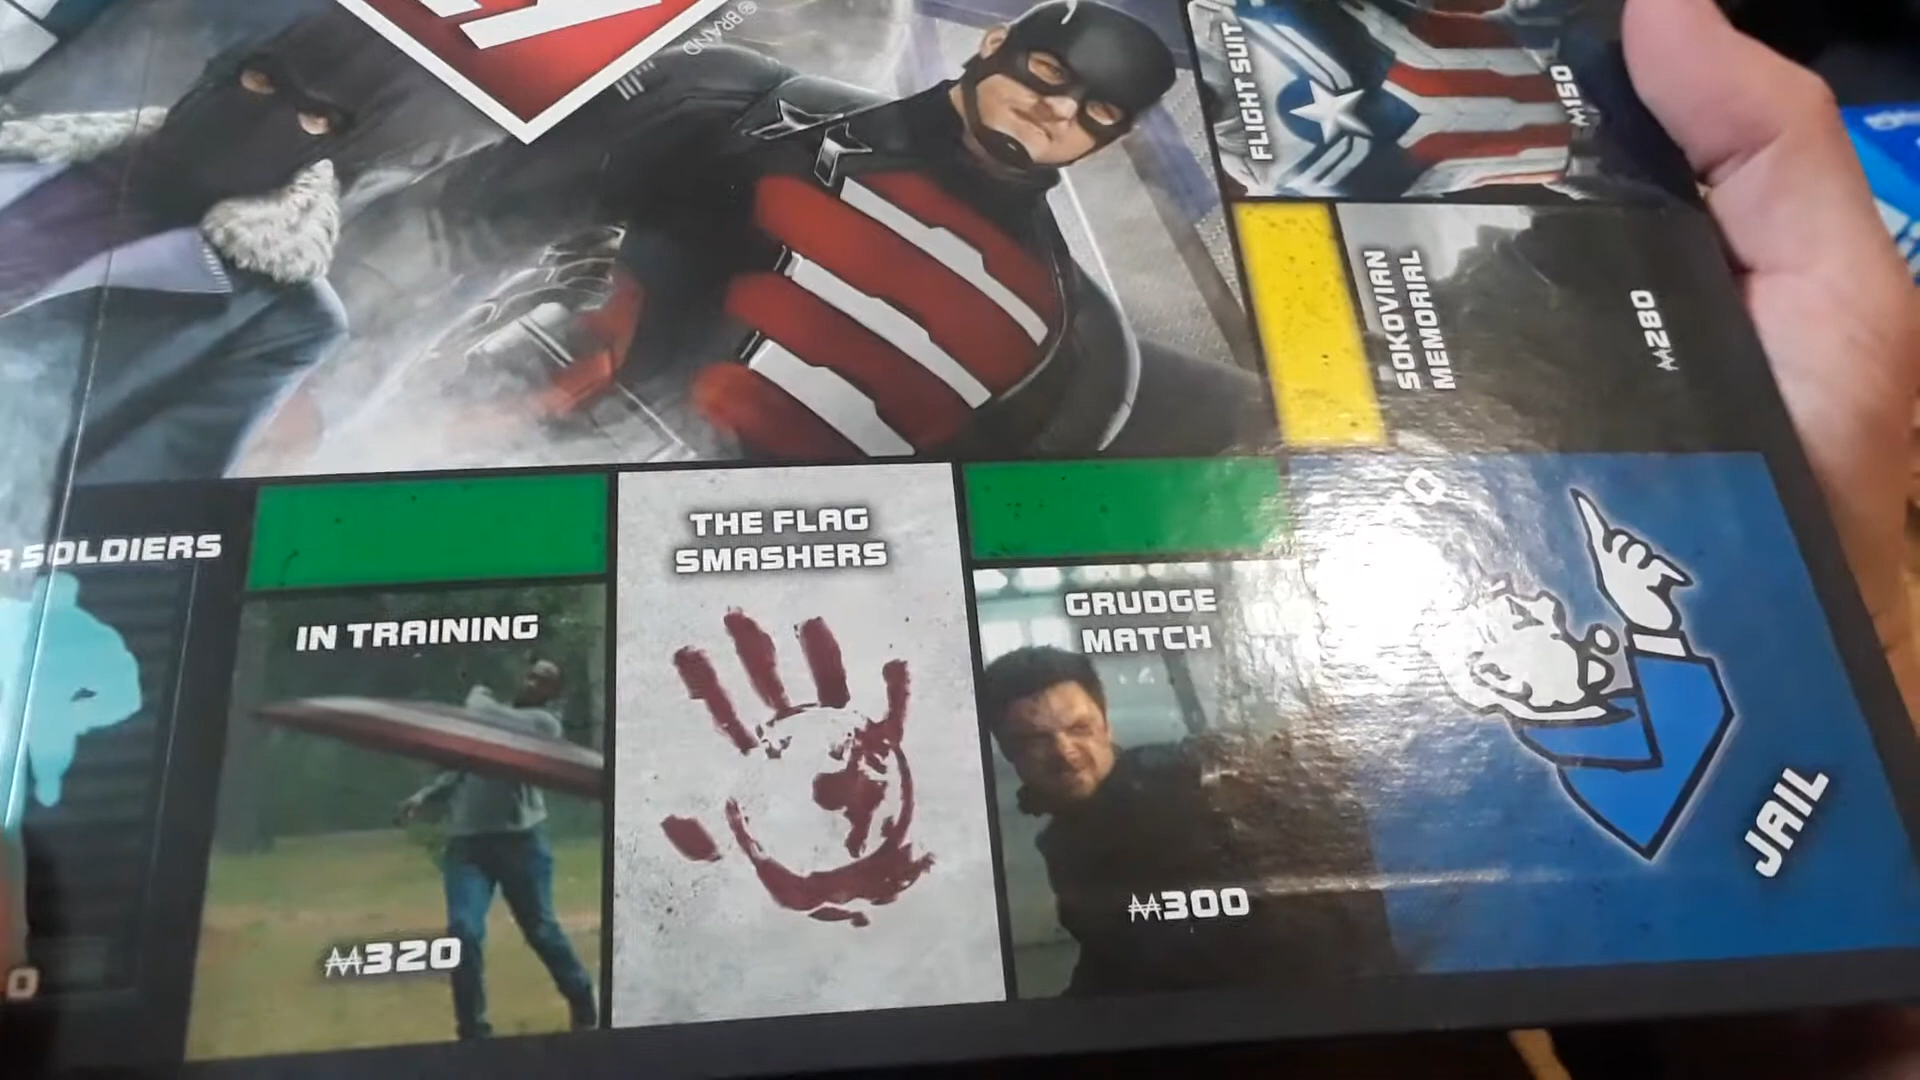 ® BRAND
FLIGHT SUIT
M150
SOKOVIAN
MEMORIAL
M280
SOLDIERS
IN TRAINING
M320
THE FLAG
SMASHERS
GRUDGE
MATCH
M300
JAIL